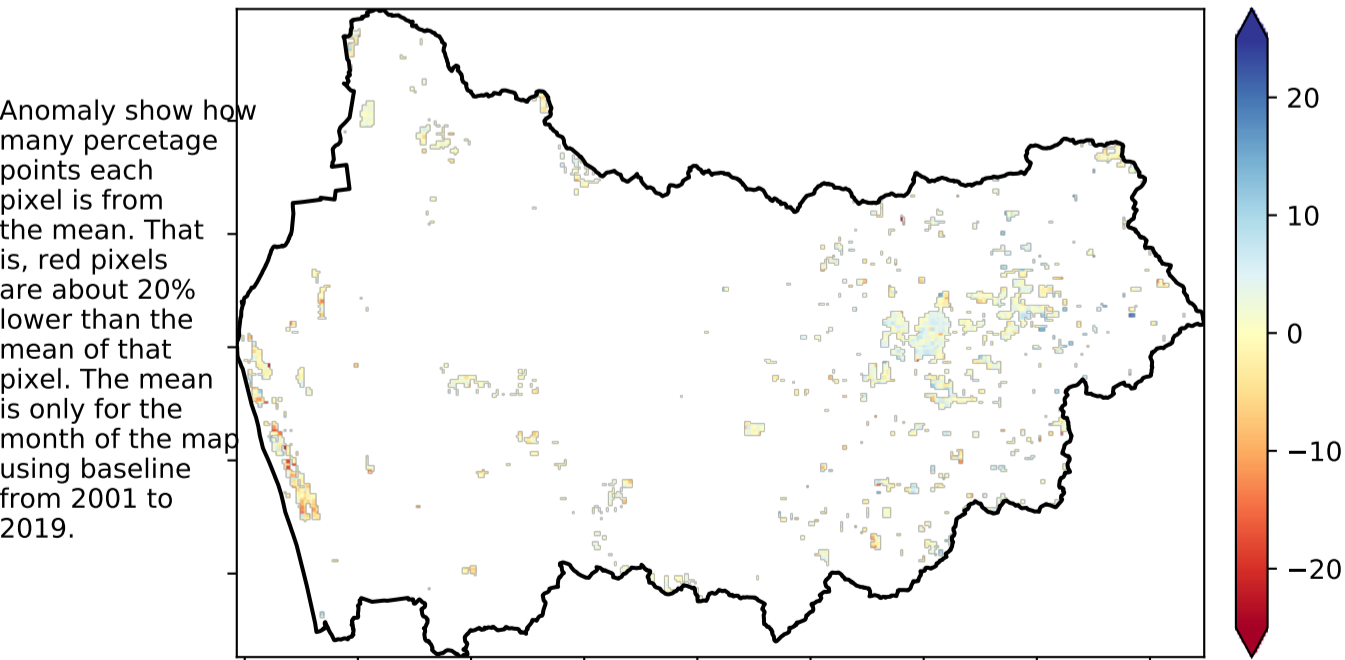 Anomaly show how
many percetage
points each
pixel is from
the mean. That
is, red pixels
are about 20%
lower than the
mean of that
pixel. The mean
is only for the
month of the map
using baseline
from 2001 to
2019.
20
10
0
−10
−20